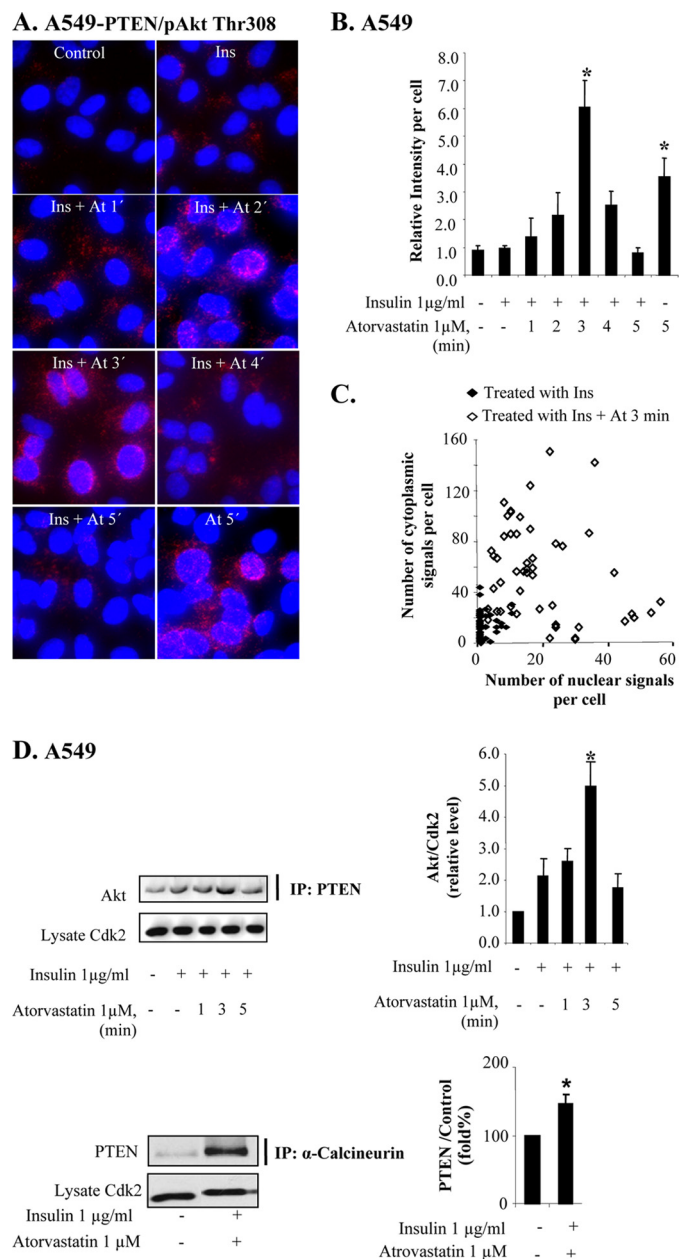 A. A549-PTEN/pAkt Thr308
Control
Ins
Ins + At 1´
Ins + At 2´
Ins + At 3´
Ins + At 4´
Ins + At 5´
At 5´
B. A549
Relative Intensity per cell
8.0
7.0
6.0
5.0
4.0
3.0
2.0
1.0
0.0
*
*
Insulin 1µg/ml - + + + + + + -
Atorvastatin 1µM, - - 1 2 3 4 5 5
(min)
C.
◆ Treated with Ins
◇ Treated with Ins + At 3 min
Number of cytoplasmic
signals per cell
160
120
80
40
0
0 20 40 60
Number of nuclear signals
per cell
D. A549
Akt
IP: PTEN
Lysate Cdk2
Insulin 1µg/ml - + + + +
Atorvastatin 1µM, - - 1 3 5
(min)
Akt/Cdk2
(relative level)
6.0
5.0
4.0
3.0
2.0
1.0
0.0
*
Insulin 1µg/ml - + + + +
Atorvastatin 1µM, - - 1 3 5
(min)
PTEN
IP: α-Calcineurin
Lysate Cdk2
Insulin 1 µg/ml - +
Atorvastatin 1 µM - +
PTEN /Control
(fold%)
200
100
0
*
Insulin 1 µg/ml - +
Atrovastatin 1 µM - +